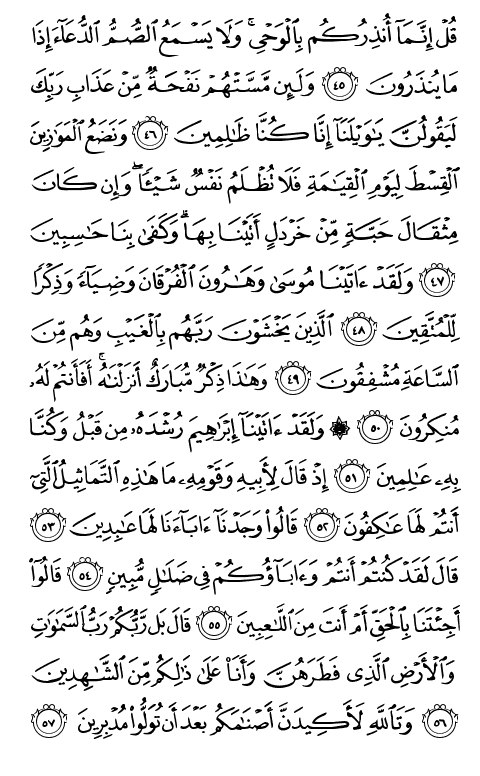 قُلْ إِنَّمَآ أُنذِرُكُم بِٱلْوَحْىِ ۚ وَلَا يَسْمَعُ ٱلصُّمُّ ٱلدُّعَآءَ إِذَا
مَا يُنذَرُونَ ٤٥ وَلَئِن مَّسَّتْهُمْ نَفْحَةٌ مِّنْ عَذَابِ رَبِّكَ
لَيَقُولُنَّ يَٰوَيْلَنَآ إِنَّا كُنَّا ظَٰلِمِينَ ٤٦ وَنَضَعُ ٱلْمَوَٰزِينَ
ٱلْقِسْطَ لِيَوْمِ ٱلْقِيَٰمَةِ فَلَا تُظْلَمُ نَفْسٌ شَيْـًٔا ۖ وَإِن كَانَ
مِثْقَالَ حَبَّةٍ مِّنْ خَرْدَلٍ أَتَيْنَا بِهَا ۗ وَكَفَىٰ بِنَا حَٰسِبِينَ
٤٧ وَلَقَدْ ءَاتَيْنَا مُوسَىٰ وَهَٰرُونَ ٱلْفُرْقَانَ وَضِيَآءً وَذِكْرًا
لِّلْمُتَّقِينَ ٤٨ ٱلَّذِينَ يَخْشَوْنَ رَبَّهُم بِٱلْغَيْبِ وَهُم مِّنَ
ٱلسَّاعَةِ مُشْفِقُونَ ٤٩ وَهَٰذَا ذِكْرٌ مُّبَارَكٌ أَنزَلْنَٰهُ ۚ أَفَأَنتُمْ لَهُۥ
مُنكِرُونَ ٥٠ ۞ وَلَقَدْ ءَاتَيْنَآ إِبْرَٰهِيمَ رُشْدَهُۥ مِن قَبْلُ وَكُنَّا
بِهِۦ عَٰلِمِينَ ٥١ إِذْ قَالَ لِأَبِيهِ وَقَوْمِهِۦ مَا هَٰذِهِ ٱلتَّمَاثِيلُ ٱلَّتِىٓ
أَنتُمْ لَهَا عَٰكِفُونَ ٥٢ قَالُوا۟ وَجَدْنَآ ءَابَآءَنَا لَهَا عَٰبِدِينَ ٥٣
قَالَ لَقَدْ كُنتُمْ أَنتُمْ وَءَابَآؤُكُمْ فِى ضَلَٰلٍ مُّبِينٍ ٥٤ قَالُوٓا۟
أَجِئْتَنَا بِٱلْحَقِّ أَمْ أَنتَ مِنَ ٱللَّٰعِبِينَ ٥٥ قَالَ بَل رَّبُّكُمْ رَبُّ ٱلسَّمَٰوَٰتِ
وَٱلْأَرْضِ ٱلَّذِى فَطَرَهُنَّ وَأَنَا۠ عَلَىٰ ذَٰلِكُم مِّنَ ٱلشَّٰهِدِينَ
٥٦ وَتَٱللَّهِ لَأَكِيدَنَّ أَصْنَٰمَكُم بَعْدَ أَن تُوَلُّوا۟ مُدْبِرِينَ ٥٧